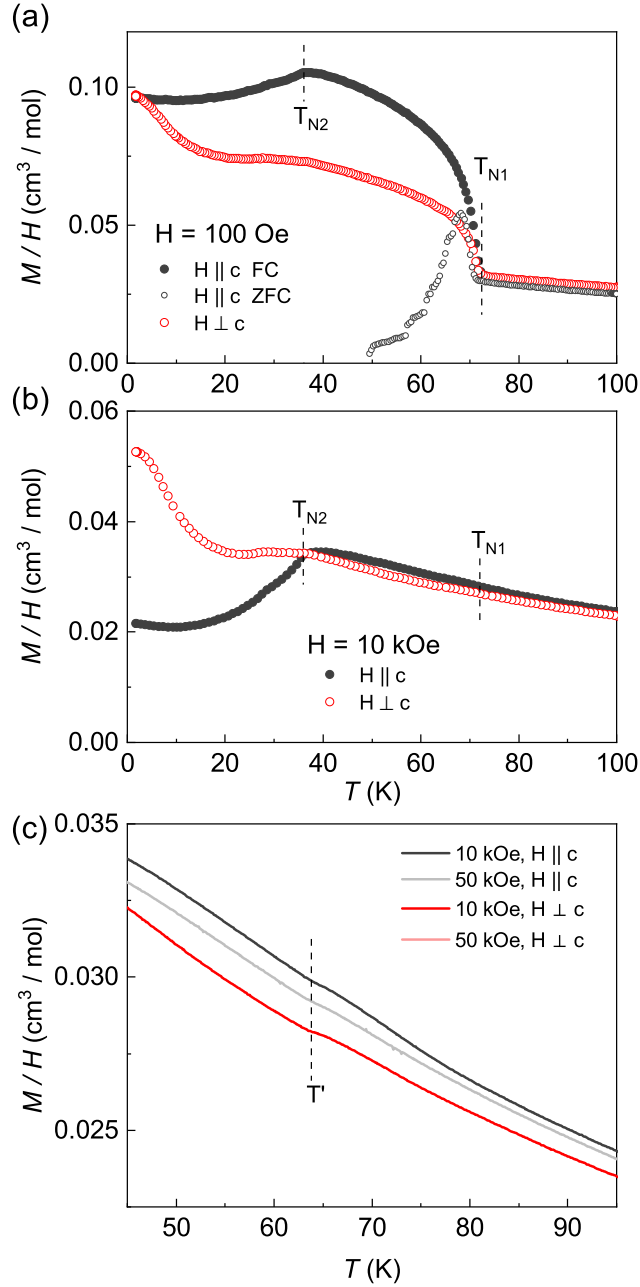 (a)
M / H (cm³ / mol)
0.10
0.05
0.00
T_N2
T_N1
H = 100 Oe
H || c FC
H || c ZFC
H ⊥ c
0 20 40 60 80 100
(b)
M / H (cm³ / mol)
0.06
0.04
0.02
0.00
T_N2
T_N1
H = 10 kOe
H || c
H ⊥ c
0 20 40 60 80 100
T (K)
(c)
M / H (cm³ / mol)
0.035
0.030
0.025
10 kOe, H || c
50 kOe, H || c
10 kOe, H ⊥ c
50 kOe, H ⊥ c
T'
50 60 70 80 90
T (K)